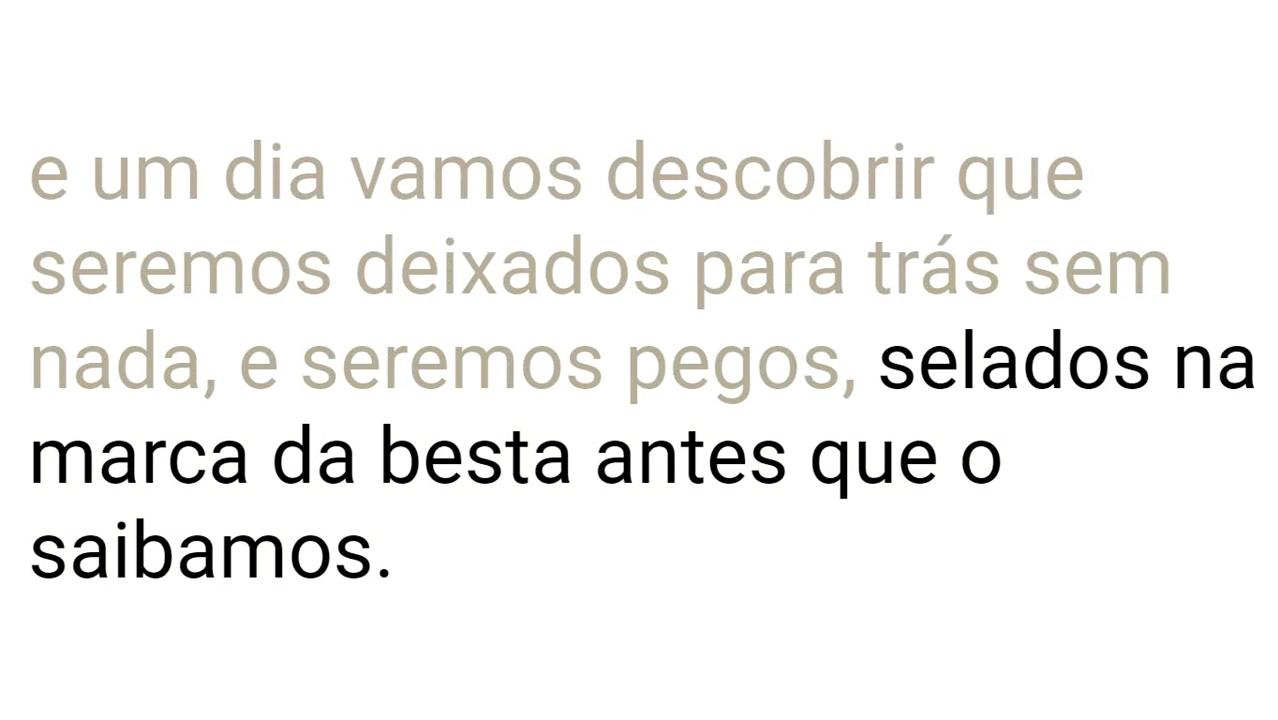 e um dia vamos descobrir que
seremos deixados para trás sem
nada, e seremos pegos, selados na
marca da besta antes que o
saibamos.